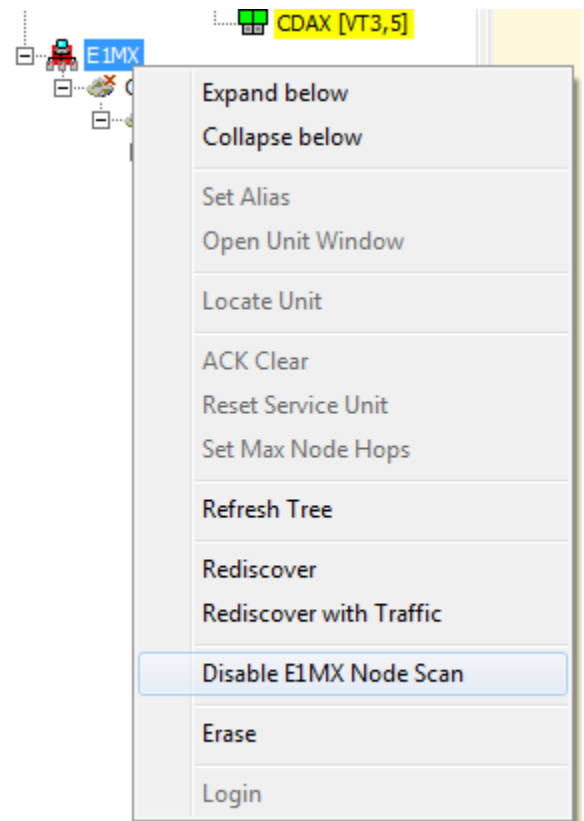 CDAX [VT3,5]
E1MX
Expand below
Collapse below
Set Alias
Open Unit Window
Locate Unit
ACK Clear
Reset Service Unit
Set Max Node Hops
Refresh Tree
Rediscover
Rediscover with Traffic
Disable E1MX Node Scan
Erase
Login